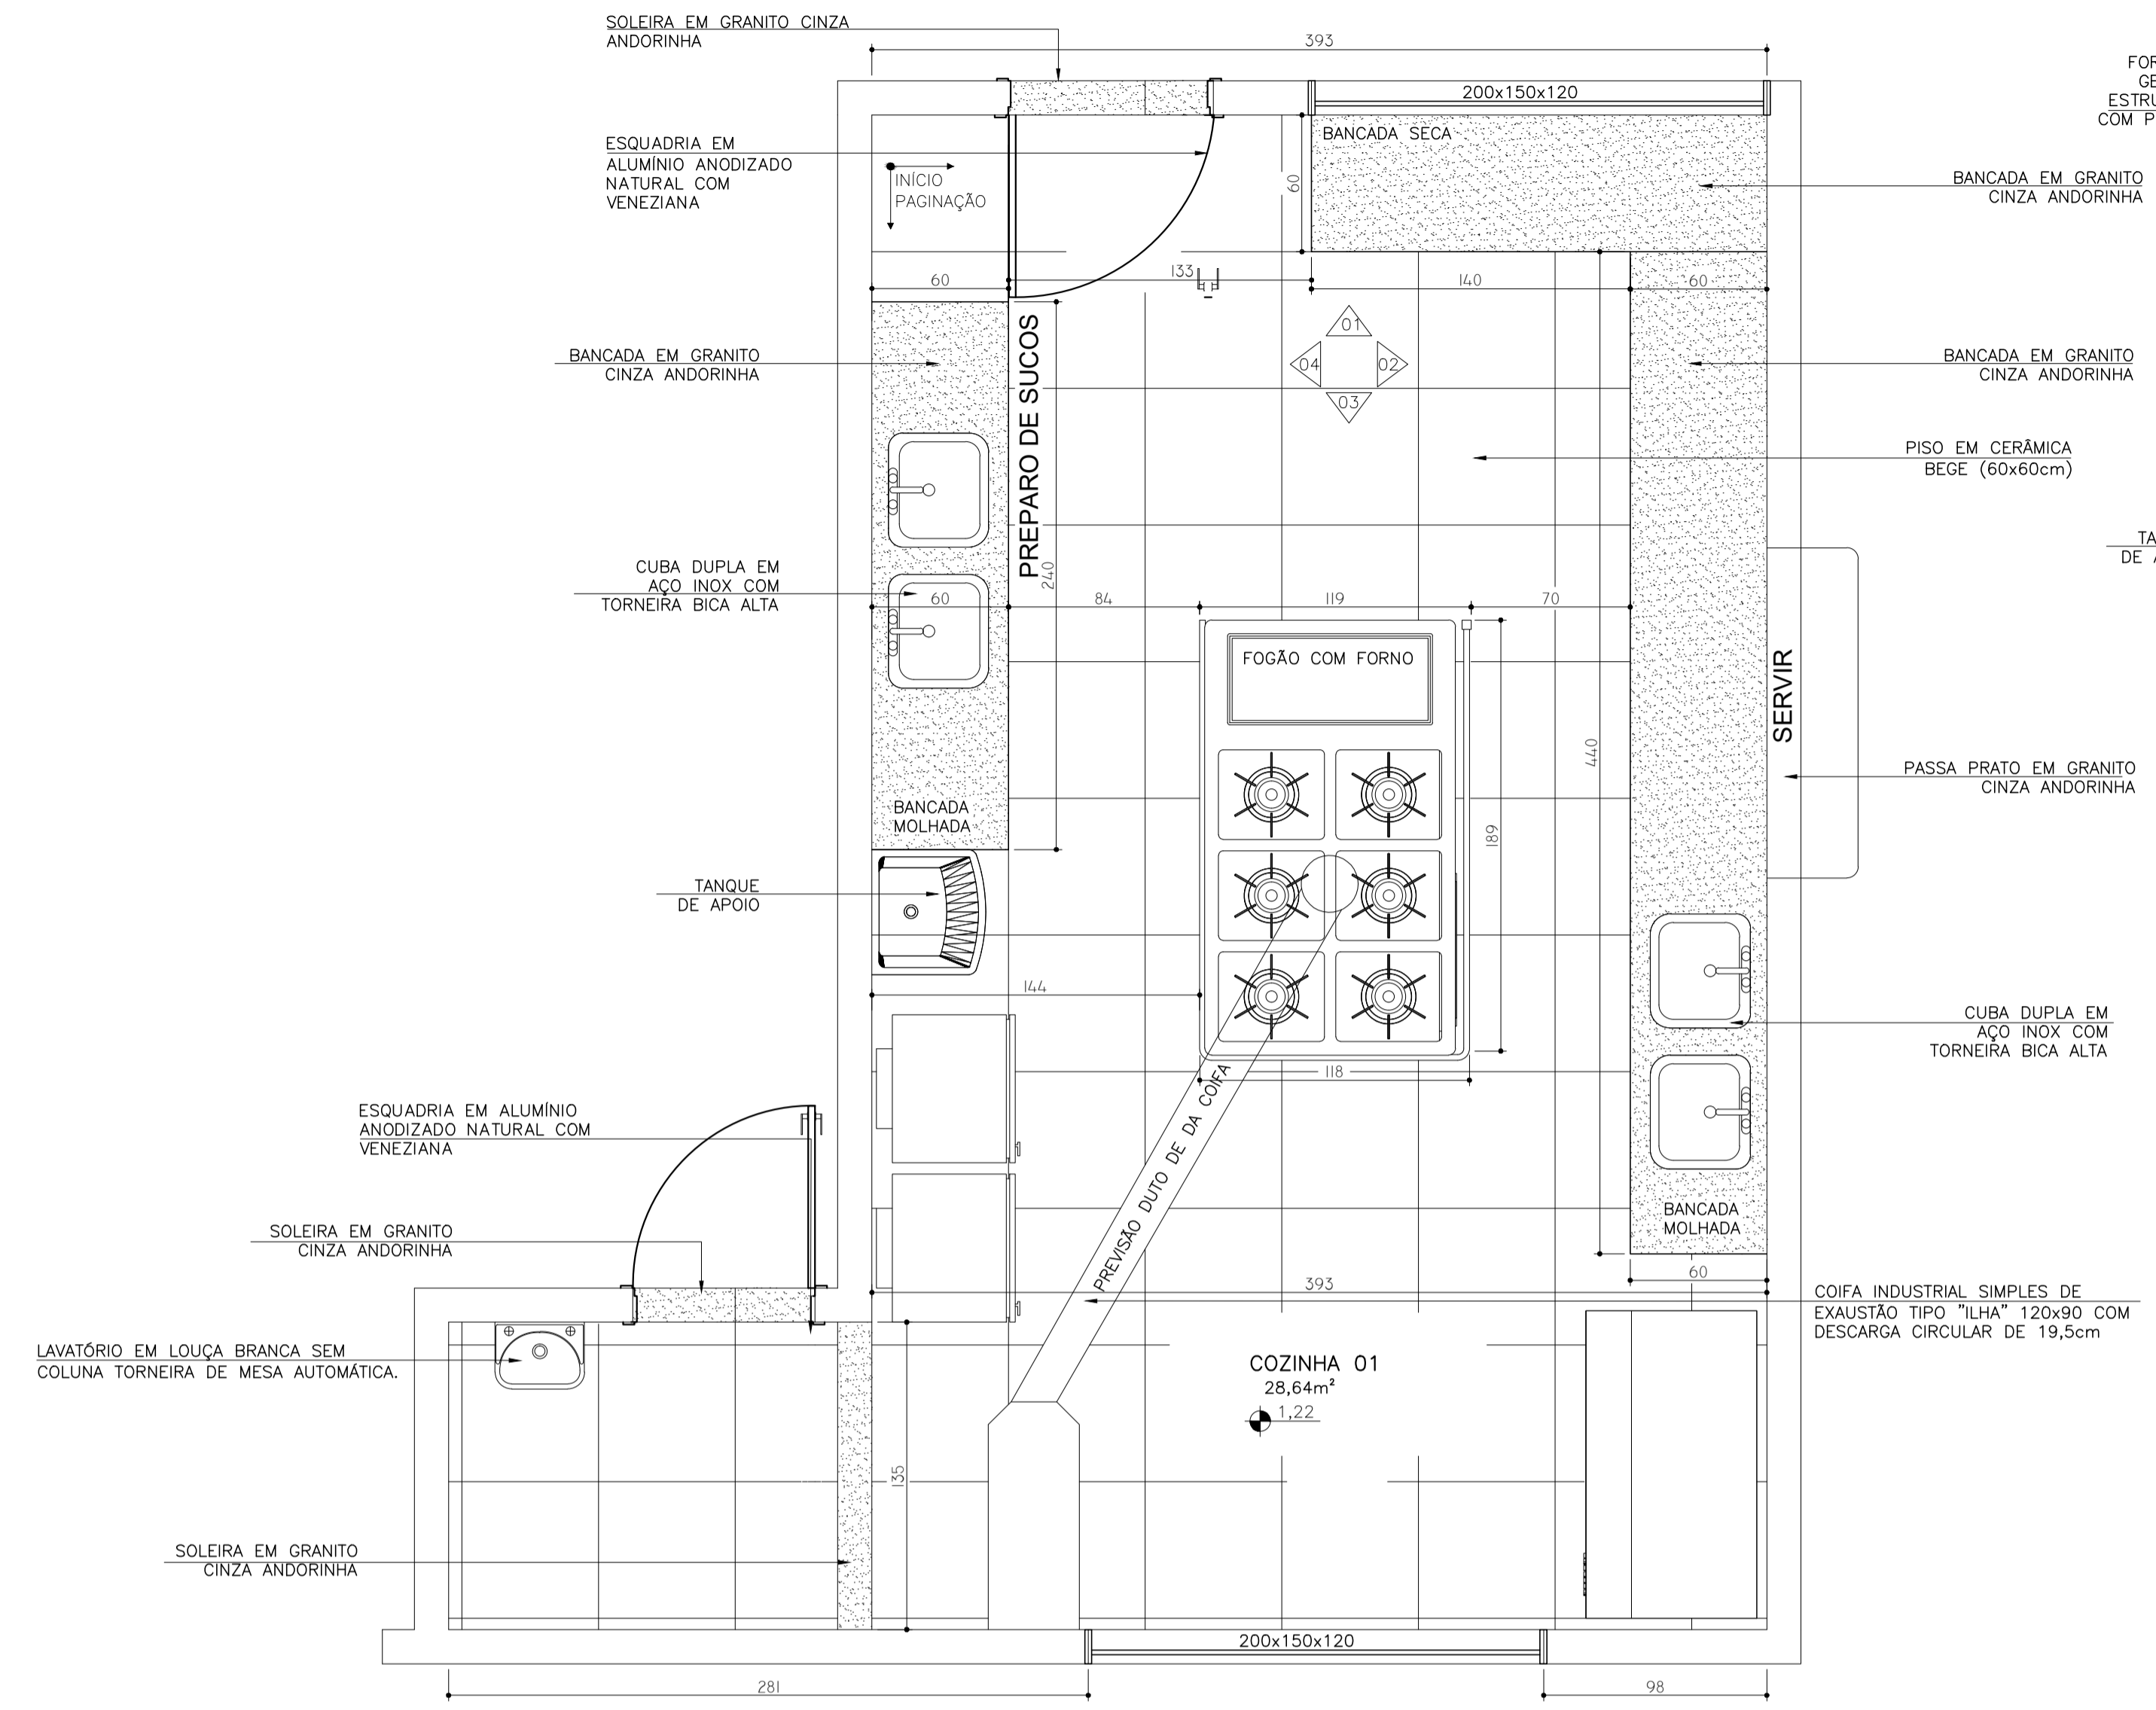 SOLEIRA EM GRANITO CINZA
ANDORINHA
393
FOR
GE
ESTRU
COM P
200x150x120
BANCADA SECA
ESQUADRIA EM
ALUMÍNIO ANODIZADO
NATURAL COM
VENEZIANA
INÍCIO
PAGINAÇÃO
60
BANCADA EM GRANITO
CINZA ANDORINHA
60
133
140
60
PREPARO DE SUCOS
01
04
02
03
BANCADA EM GRANITO
CINZA ANDORINHA
BANCADA EM GRANITO
CINZA ANDORINHA
PISO EM CERÂMICA
BEGE (60x60cm)
TA
DE A
CUBA DUPLA EM
AÇO INOX COM
TORNEIRA BICA ALTA
240
60
84
119
70
FOGÃO COM FORNO
SERVIR
440
189
PASSA PRATO EM GRANITO
CINZA ANDORINHA
BANCADA
MOLHADA
TANQUE
DE APOIO
144
118
CUBA DUPLA EM
AÇO INOX COM
TORNEIRA BICA ALTA
PREVISÃO DUTO DE DA COIFA
ESQUADRIA EM ALUMÍNIO
ANODIZADO NATURAL COM
VENEZIANA
BANCADA
MOLHADA
SOLEIRA EM GRANITO
CINZA ANDORINHA
60
393
COIFA INDUSTRIAL SIMPLES DE
EXAUSTÃO TIPO "ILHA" 120x90 COM
DESCARGA CIRCULAR DE 19,5cm
LAVATÓRIO EM LOUÇA BRANCA SEM
COLUNA TORNEIRA DE MESA AUTOMÁTICA.
COZINHA 01
28,64m²
1,22
135
SOLEIRA EM GRANITO
CINZA ANDORINHA
200x150x120
281
98